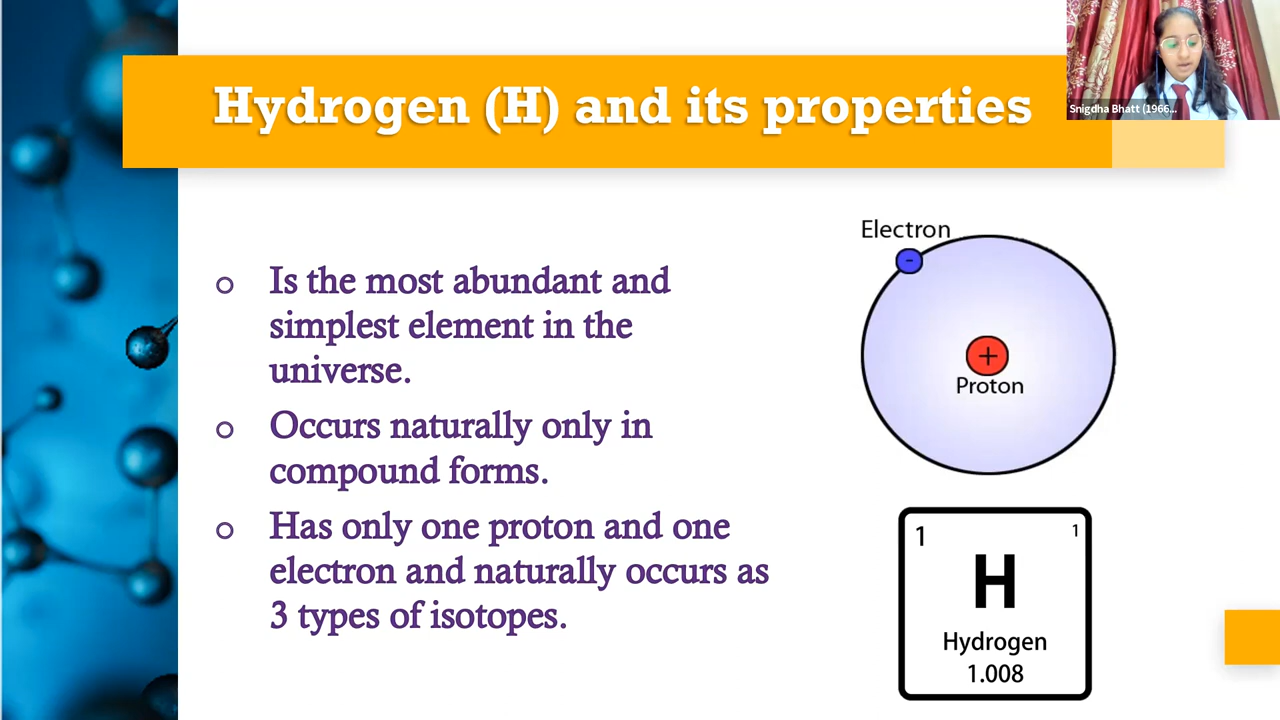 Hydrogen (H) and its properties
Snigdha Bhatt (1966...
Is the most abundant and
simplest element in the
universe.
Occurs naturally only in
compound forms.
Has only one proton and one
electron and naturally occurs as
3 types of isotopes.
Electron
-
+
Proton
1 1
H
Hydrogen
1.008